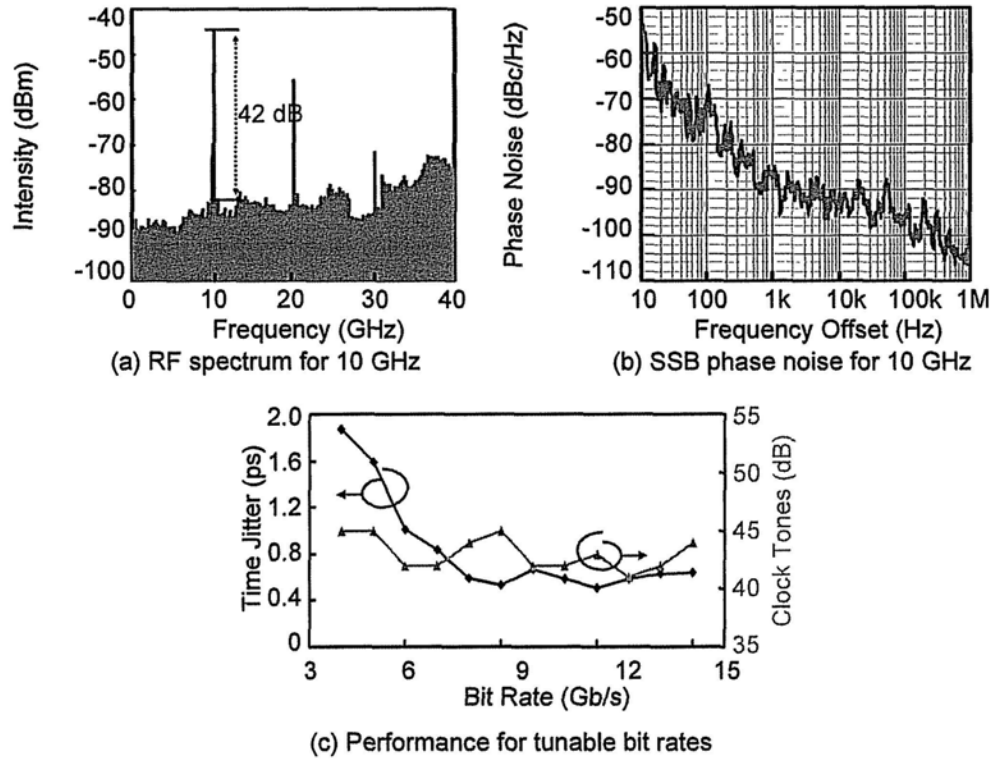 -40
-50
-60
-70
-80
-90
-100
Intensity (dBm)
42 dB
0
10
20
30
40
Frequency (GHz)
(a) RF spectrum for 10 GHz
-50
-60
-70
-80
-90
-100
-110
Phase Noise (dBc/Hz)
10
100
1k
10k
100k
1M
Frequency Offset (Hz)
(b) SSB phase noise for 10 GHz
2.0
1.6
1.2
0.8
0.4
0
Time Jitter (ps)
55
50
45
40
35
Clock Tones (dB)
3
6
9
12
15
Bit Rate (Gb/s)
(c) Performance for tunable bit rates